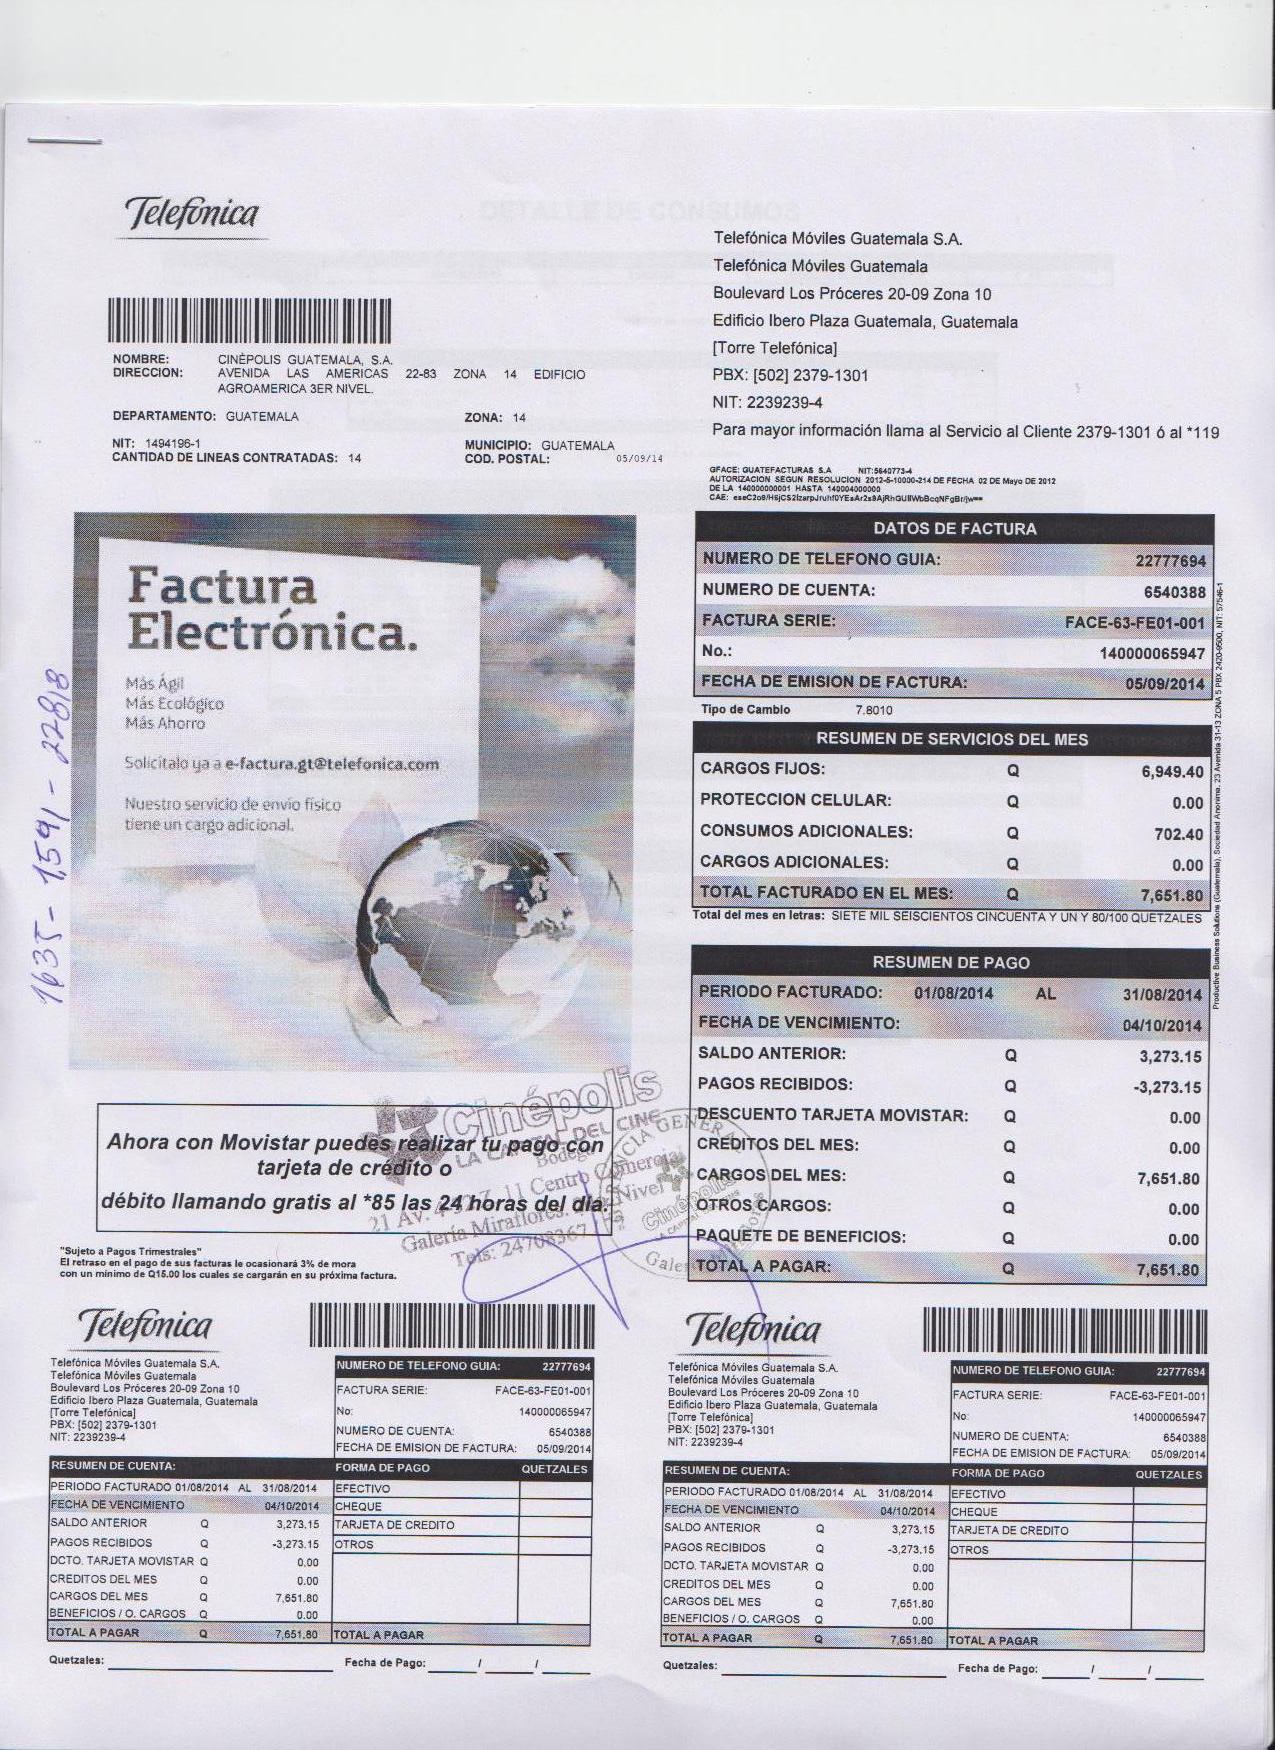 Telefónica
Telefónica Móviles Guatemala S.A.
Telefónica Móviles Guatemala
Boulevard Los Próceres 20-09 Zona 10
Edificio Ibero Plaza Guatemala, Guatemala
[Torre Telefónica]
PBX: [502] 2379-1301
NIT: 2239239-4
Para mayor información llama al Servicio al Cliente 2379-1301 ó al *119
NOMBRE: CINÉPOLIS GUATEMALA, S.A.
DIRECCION: AVENIDA LAS AMERICAS 22-83 ZONA 14 EDIFICIO
AGROAMERICA 3ER NIVEL.
DEPARTAMENTO: GUATEMALA ZONA: 14
NIT: 1494196-1 MUNICIPIO: GUATEMALA
CANTIDAD DE LINEAS CONTRATADAS: 14 COD. POSTAL: 05/09/14
GFACE: GUATEFACTURAS S.A NIT:5640773-4
AUTORIZACION SEGUN RESOLUCION 2012-5-10000-214 DE FECHA 02 DE Mayo DE 2012
DE LA 140000000001 HASTA 140004000000
CAE:
Factura
Electrónica.
Más Ágil
Más Ecológico
Más Ahorro
Solicítalo ya a e-factura.gt@telefonica.com
Nuestro servicio de envío físico
tiene un cargo adicional.
1635 - 1,591 - 22818
DATOS DE FACTURA
NUMERO DE TELEFONO GUIA: 22777694
NUMERO DE CUENTA: 6540388
FACTURA SERIE: FACE-63-FE01-001
No.: 140000065947
FECHA DE EMISION DE FACTURA: 05/09/2014
Tipo de Cambio 7.8010
RESUMEN DE SERVICIOS DEL MES
CARGOS FIJOS: Q 6,949.40
PROTECCION CELULAR: Q 0.00
CONSUMOS ADICIONALES: Q 702.40
CARGOS ADICIONALES: Q 0.00
TOTAL FACTURADO EN EL MES: Q 7,651.80
Total del mes en letras: SIETE MIL SEISCIENTOS CINCUENTA Y UN Y 80/100 QUETZALES
Productive Business Solutions (Guatemala), Sociedad Anonima. 23 Avenida 31-13 ZONA 5 PBX 2420-9500, NIT: 57546-1
RESUMEN DE PAGO
PERIODO FACTURADO: 01/08/2014 AL 31/08/2014
FECHA DE VENCIMIENTO: 04/10/2014
SALDO ANTERIOR: Q 3,273.15
PAGOS RECIBIDOS: Q -3,273.15
DESCUENTO TARJETA MOVISTAR: Q 0.00
CREDITOS DEL MES: Q 0.00
CARGOS DEL MES: Q 7,651.80
OTROS CARGOS: Q 0.00
PAQUETE DE BENEFICIOS: Q 0.00
TOTAL A PAGAR: Q 7,651.80
Ahora con Movistar puedes realizar tu pago con
tarjeta de crédito o
débito llamando gratis al *85 las 24 horas del día.
Cinépolis
LA CAPITAL DEL CINE
Bodega
21 Av. 4-32 Z. 11 Centro Comercial
Galería Miraflores. Nivel
Tels: 24708367
GERENCIA GENERAL
Cinépolis
"Sujeto a Pagos Trimestrales"
El retraso en el pago de sus facturas le ocasionará 3% de mora
con un mínimo de Q15.00 los cuales se cargarán en su próxima factura.
Telefónica
Telefónica Móviles Guatemala S.A.
Telefónica Móviles Guatemala
Boulevard Los Próceres 20-09 Zona 10
Edificio Ibero Plaza Guatemala, Guatemala
[Torre Telefónica]
PBX: [502] 2379-1301
NIT: 2239239-4
NUMERO DE TELEFONO GUIA: 22777694
FACTURA SERIE: FACE-63-FE01-001
No: 140000065947
NUMERO DE CUENTA: 6540388
FECHA DE EMISION DE FACTURA: 05/09/2014
RESUMEN DE CUENTA: FORMA DE PAGO QUETZALES
PERIODO FACTURADO 01/08/2014 AL 31/08/2014 EFECTIVO
FECHA DE VENCIMIENTO 04/10/2014 CHEQUE
SALDO ANTERIOR Q 3,273.15 TARJETA DE CREDITO
PAGOS RECIBIDOS Q -3,273.15 OTROS
DCTO. TARJETA MOVISTAR Q 0.00
CREDITOS DEL MES Q 0.00
CARGOS DEL MES Q 7,651.80
BENEFICIOS / O. CARGOS Q 0.00
TOTAL A PAGAR Q 7,651.80 TOTAL A PAGAR
Quetzales: Fecha de Pago: / /
Telefónica
Telefónica Móviles Guatemala S.A.
Telefónica Móviles Guatemala
Boulevard Los Próceres 20-09 Zona 10
Edificio Ibero Plaza Guatemala, Guatemala
[Torre Telefónica]
PBX: [502] 2379-1301
NIT: 2239239-4
NUMERO DE TELEFONO GUIA: 22777694
FACTURA SERIE: FACE-63-FE01-001
No: 140000065947
NUMERO DE CUENTA: 6540388
FECHA DE EMISION DE FACTURA: 05/09/2014
RESUMEN DE CUENTA: FORMA DE PAGO QUETZALES
PERIODO FACTURADO 01/08/2014 AL 31/08/2014 EFECTIVO
FECHA DE VENCIMIENTO 04/10/2014 CHEQUE
SALDO ANTERIOR Q 3,273.15 TARJETA DE CREDITO
PAGOS RECIBIDOS Q -3,273.15 OTROS
DCTO. TARJETA MOVISTAR Q 0.00
CREDITOS DEL MES Q 0.00
CARGOS DEL MES Q 7,651.80
BENEFICIOS / O. CARGOS Q 0.00
TOTAL A PAGAR Q 7,651.80 TOTAL A PAGAR
Quetzales: Fecha de Pago: / /